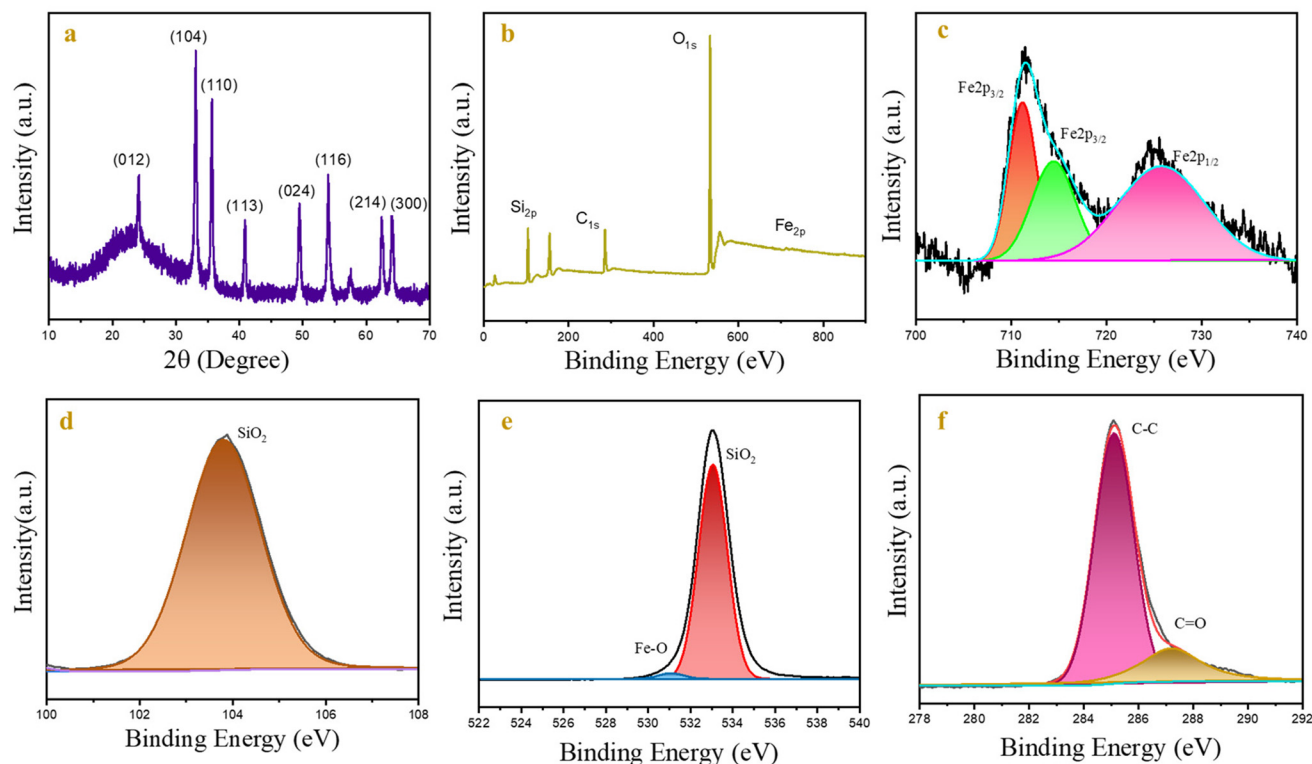 a
(104)
(110)
(012)
(116)
(024)
(113)
(214)
(300)
Intensity (a.u.)
10 20 30 40 50 60 70
2θ (Degree)
b
O1s
Si2p
C1s
Fe2p
Intensity (a.u.)
0 200 400 600 800
Binding Energy (eV)
c
Fe2p3/2
Fe2p3/2
Fe2p1/2
Intensity (a.u.)
700 710 720 730 740
Binding Energy (eV)
d
SiO2
Intensity(a.u.)
100 102 104 106 108
Binding Energy (eV)
e
SiO2
Fe-O
Intensity (a.u.)
522 524 526 528 530 532 534 536 538 540
Binding Energy (eV)
f
C-C
C=O
Intensity (a.u.)
278 280 282 284 286 288 290 292
Binding Energy (eV)